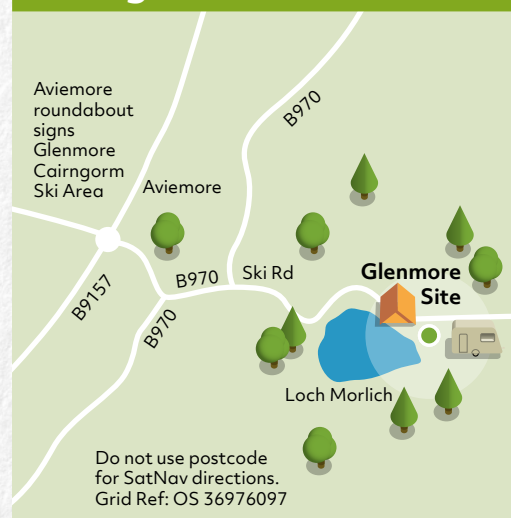 Aviemore
roundabout
signs
Glenmore
Cairngorm
Ski Area
Aviemore
B970
B970
Ski Rd
Glenmore
Site
B9157
B970
Loch Morlich
Do not use postcode
for SatNav directions.
Grid Ref: OS 36976097